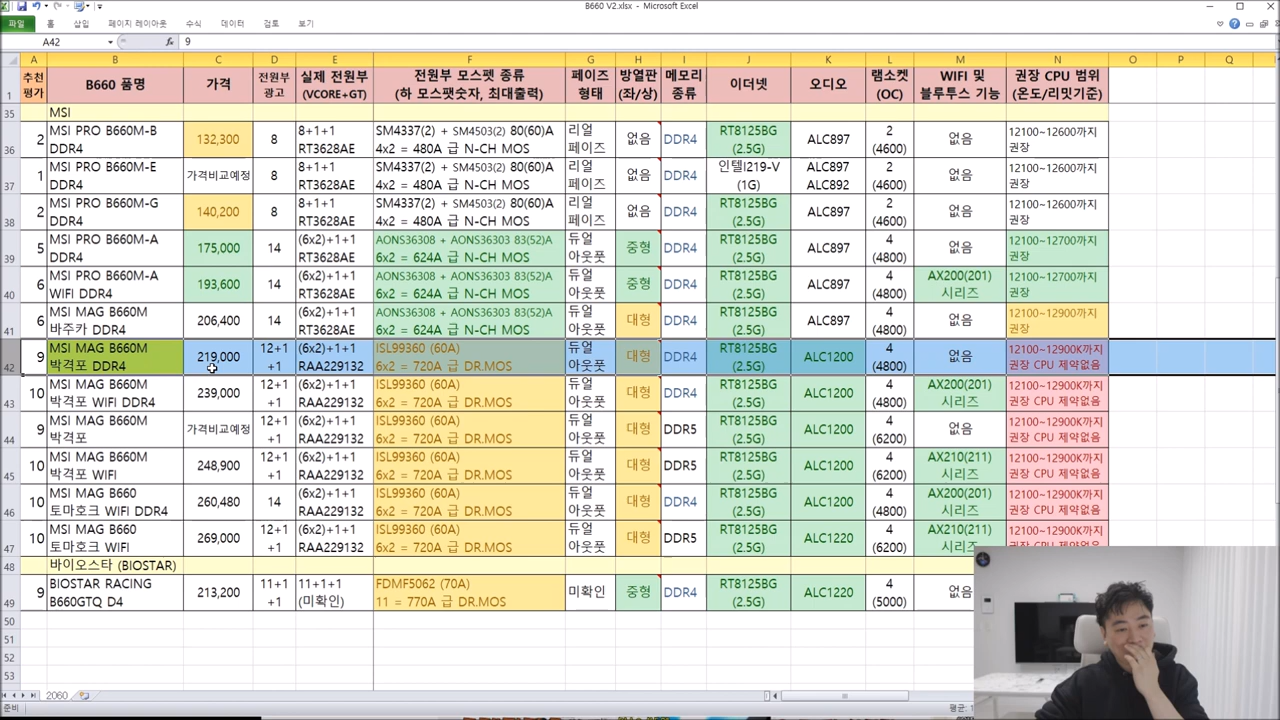 B660 V2.xlsx - Microsoft Excel
파일 홈 삽입 페이지 레이아웃 수식 데이터 검토 보기
A42 fx 9
A B C D E F G H I J K L M N O P Q R
1 추천 평가 B660 품명 가격 전원부 광고 실제 전원부 (VCORE+GT) 전원부 모스펫 종류 (하 모스팻숫자, 최대출력) 페이즈 형태 방열판 (좌/상) 메모리 종류 이더넷 오디오 램소켓 (OC) WIFI 및 블루투스 기능 권장 CPU 범위 (온도/리밋기준)
35 MSI
36 2 MSI PRO B660M-B DDR4 132,300 8 8+1+1 RT3628AE SM4337(2) + SM4503(2) 80(60)A 4x2 = 480A 급 N-CH MOS 리얼 페이즈 없음 DDR4 RT8125BG (2.5G) ALC897 2 (4600) 없음 12100~12600까지 권장
37 1 MSI PRO B660M-E DDR4 가격비교예정 8 8+1+1 RT3628AE SM4337(2) + SM4503(2) 80(60)A 4x2 = 480A 급 N-CH MOS 리얼 페이즈 없음 DDR4 인텔I219-V (1G) ALC897 ALC892 2 (4600) 없음 12100~12600까지 권장
38 2 MSI PRO B660M-G DDR4 140,200 8 8+1+1 RT3628AE SM4337(2) + SM4503(2) 80(60)A 4x2 = 480A 급 N-CH MOS 리얼 페이즈 없음 DDR4 RT8125BG (2.5G) ALC897 2 (4600) 없음 12100~12600까지 권장
39 5 MSI PRO B660M-A DDR4 175,000 14 (6x2)+1+1 RT3628AE AONS36308 + AONS36303 83(52)A 6x2 = 624A 급 N-CH MOS 듀얼 아웃풋 중형 DDR4 RT8125BG (2.5G) ALC897 4 (4800) 없음 12100~12700까지 권장
40 6 MSI PRO B660M-A WIFI DDR4 193,600 14 (6x2)+1+1 RT3628AE AONS36308 + AONS36303 83(52)A 6x2 = 624A 급 N-CH MOS 듀얼 아웃풋 중형 DDR4 RT8125BG (2.5G) ALC897 4 (4800) AX200(201) 시리즈 12100~12700까지 권장
41 6 MSI MAG B660M 바주카 DDR4 206,400 14 (6x2)+1+1 RT3628AE AONS36308 + AONS36303 83(52)A 6x2 = 624A 급 N-CH MOS 듀얼 아웃풋 대형 DDR4 RT8125BG (2.5G) ALC897 4 (4800) 없음 12100~12900까지 권장
42 9 MSI MAG B660M 박격포 DDR4 219,000 12+1 +1 (6x2)+1+1 RAA229132 ISL99360 (60A) 6x2 = 720A 급 DR.MOS 듀얼 아웃풋 대형 DDR4 RT8125BG (2.5G) ALC1200 4 (4800) 없음 12100~12900K까지 권장 CPU 제약없음
43 10 MSI MAG B660M 박격포 WIFI DDR4 239,000 12+1 +1 (6x2)+1+1 RAA229132 ISL99360 (60A) 6x2 = 720A 급 DR.MOS 듀얼 아웃풋 대형 DDR4 RT8125BG (2.5G) ALC1200 4 (4800) AX200(201) 시리즈 12100~12900K까지 권장 CPU 제약없음
44 9 MSI MAG B660M 박격포 가격비교예정 12+1 +1 (6x2)+1+1 RAA229132 ISL99360 (60A) 6x2 = 720A 급 DR.MOS 듀얼 아웃풋 대형 DDR5 RT8125BG (2.5G) ALC1200 4 (6200) 없음 12100~12900K까지 권장 CPU 제약없음
45 10 MSI MAG B660M 박격포 WIFI 248,900 12+1 +1 (6x2)+1+1 RAA229132 ISL99360 (60A) 6x2 = 720A 급 DR.MOS 듀얼 아웃풋 대형 DDR5 RT8125BG (2.5G) ALC1200 4 (6200) AX210(211) 시리즈 12100~12900K까지 권장 CPU 제약없음
46 10 MSI MAG B660 토마호크 WIFI DDR4 260,480 14 (6x2)+1+1 RAA229132 ISL99360 (60A) 6x2 = 720A 급 DR.MOS 듀얼 아웃풋 대형 DDR4 RT8125BG (2.5G) ALC1200 4 (4800) AX200(201) 시리즈 12100~12900K까지 권장 CPU 제약없음
47 10 MSI MAG B660 토마호크 WIFI 269,000 12+1 +1 (6x2)+1+1 RAA229132 ISL99360 (60A) 6x2 = 720A 급 DR.MOS 듀얼 아웃풋 대형 DDR5 RT8125BG (2.5G) ALC1200 4 (6200) AX210(211) 시리즈 12100~12900K까지
48 바이오스타 (BIOSTAR)
49 9 BIOSTAR RACING B660GTQ D4 213,200 11+1 +1 11+1+1 (미확인) FDMF5062 (70A) 11 = 770A 급 DR.MOS 미확인 중형 DDR4 RT8125BG (2.5G) ALC1220 4 (5000) 없음
50
51
52
53
2060
준비 평균: 1